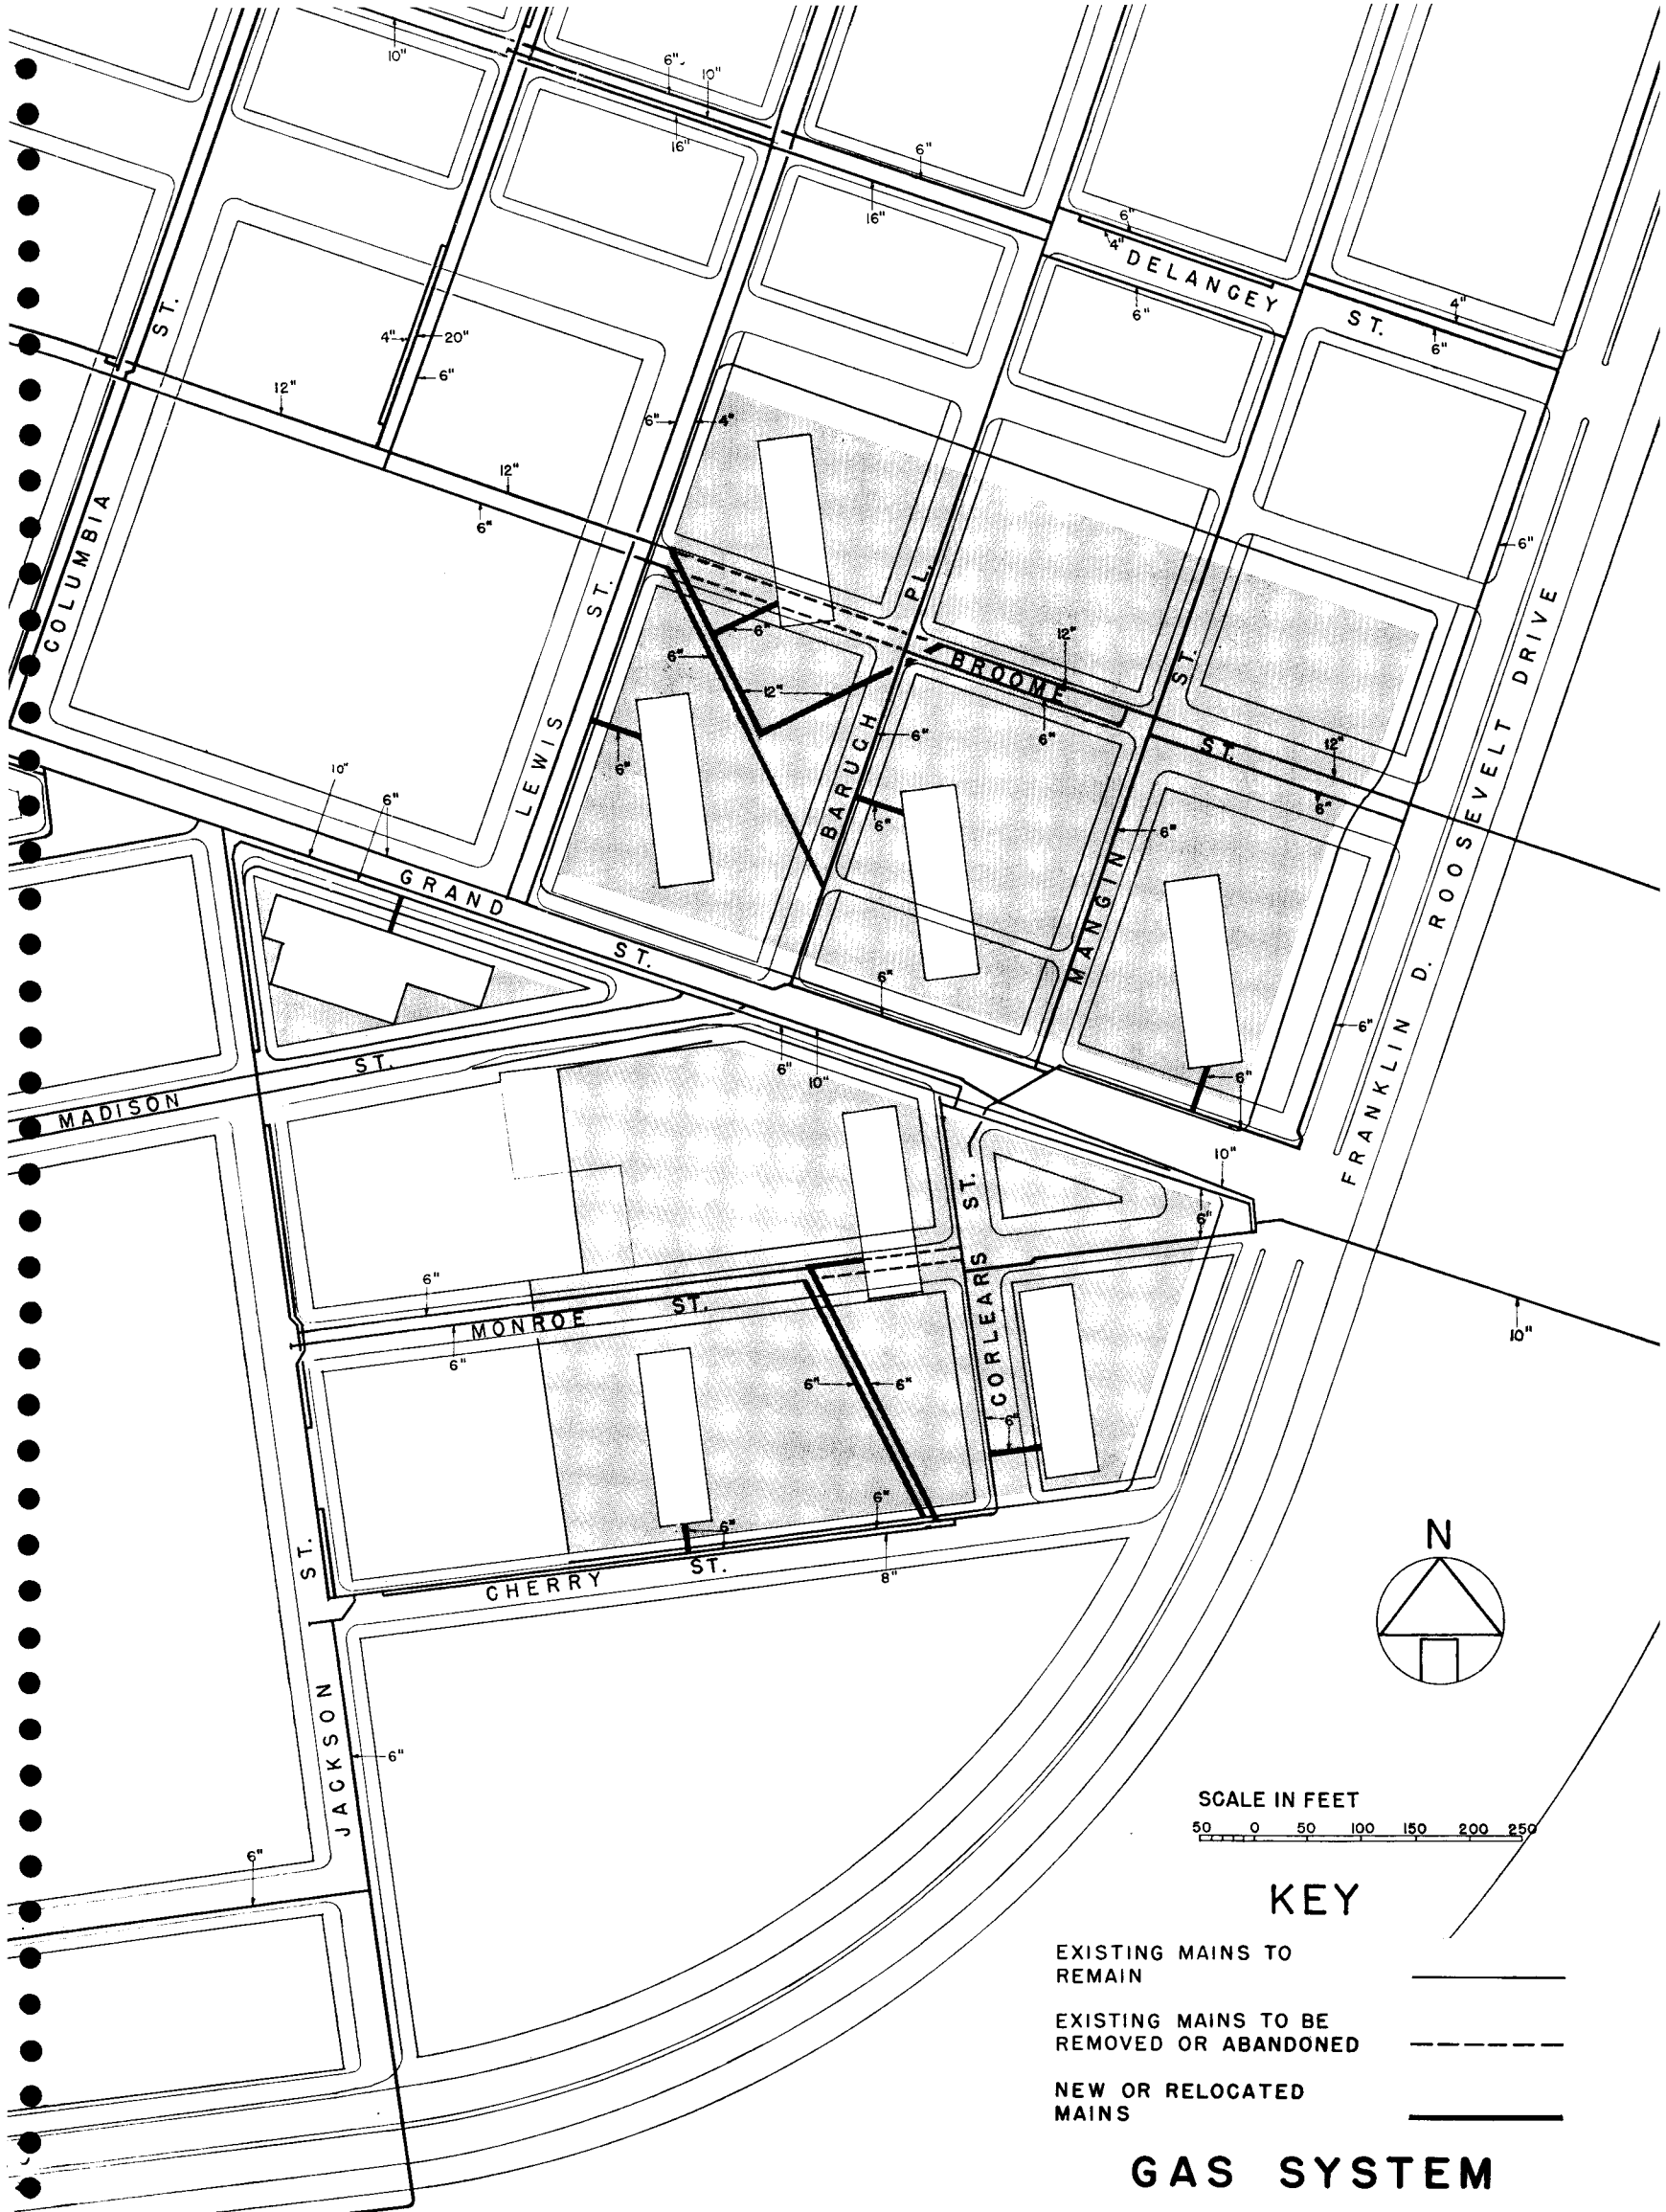 10"
6"
10"
16"
6"
16"
6"
4"
DELANCEY ST.
6"
4"
6"
ST.
4"
20"
6"
12"
6"
4"
12"
6"
6"
COLUMBIA
PL.
ST.
6"
12"
6"
BROOME ST.
ST.
12"
6"
6"
12"
LEWIS
BARUCH
6"
6"
6"
6"
10"
6"
MANGIN
6"
FRANKLIN D. ROOSEVELT DRIVE
GRAND ST.
6"
6"
ST.
6"
10"
6"
MADISON
10"
ST.
6"
CORLEARS
6"
MONROE ST.
6"
10"
6"
6"
6"
6"
6"
N
ST.
CHERRY ST.
8"
JACKSON
6"
SCALE IN FEET
50 0 50 100 150 200 250
6"
KEY
EXISTING MAINS TO
REMAIN
EXISTING MAINS TO BE
REMOVED OR ABANDONED
NEW OR RELOCATED
MAINS
GAS SYSTEM